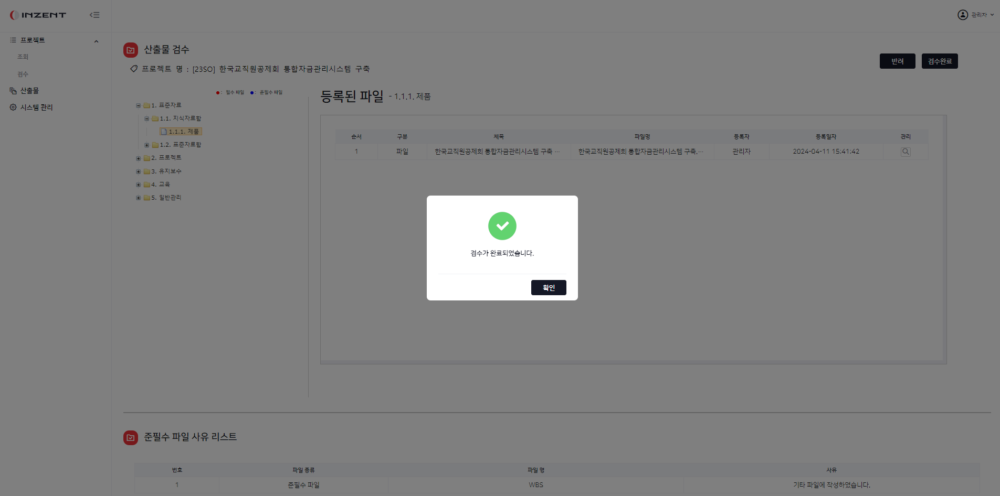 INZENT
관리자
프로젝트
조회
검수
산출물
시스템 관리
산출물 검수
프로젝트 명 : [23SO] 한국교직원공제회 통합자금관리시스템 구축
반려
검수완료
: 필수 파일 : 준필수 파일
1. 표준자료
1.1. 지식자료함
1.1.1. 제품
1.2. 표준자료함
2. 프로젝트
3. 유지보수
4. 교육
5. 일반관리
등록된 파일 - 1.1.1. 제품
순서 구분 제목 파일명 등록자 등록일자 관리
1 파일 한국교직원공제회 통합자금관리시스템 구축 ... 한국교직원공제회 통합자금관리시스템 구축.... 관리자 2024-04-11 15:41:42
검수가 완료되었습니다.
확인
준필수 파일 사유 리스트
번호 파일 종류 파일 명 사유
1 준필수 파일 WBS 기타 파일에 작성하였습니다.